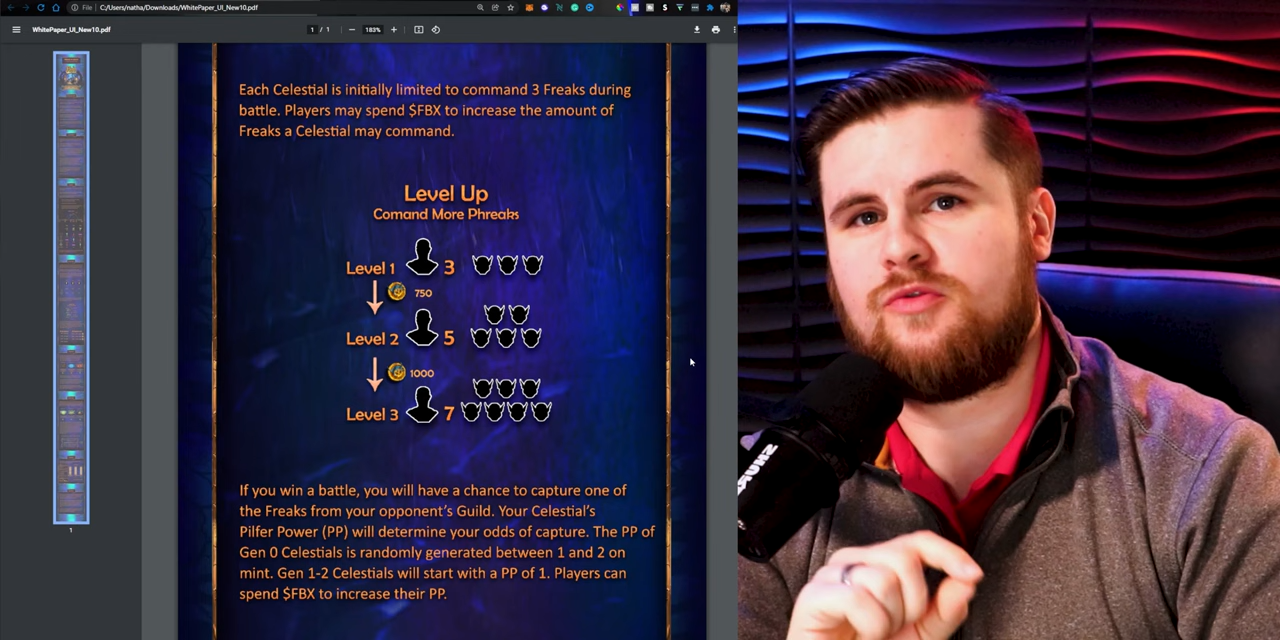 File
C:/Users/natha/Downloads/WhitePaper_UI_New10.pdf
WhitePaper_UI_New10.pdf
1 / 1
183%
Each Celestial is initially limited to command 3 Freaks during
battle. Players may spend $FBX to increase the amount of
Freaks a Celestial may command.
Level Up
Comand More Phreaks
Level 1 3
750
Level 2 5
1000
Level 3 7
If you win a battle, you will have a chance to capture one of
the Freaks from your opponent's Guild. Your Celestial's
Pilfer Power (PP) will determine your odds of capture. The PP of
Gen 0 Celestials is randomly generated between 1 and 2 on
mint. Gen 1-2 Celestials will start with a PP of 1. Players can
spend $FBX to increase their PP.
1
SHURE